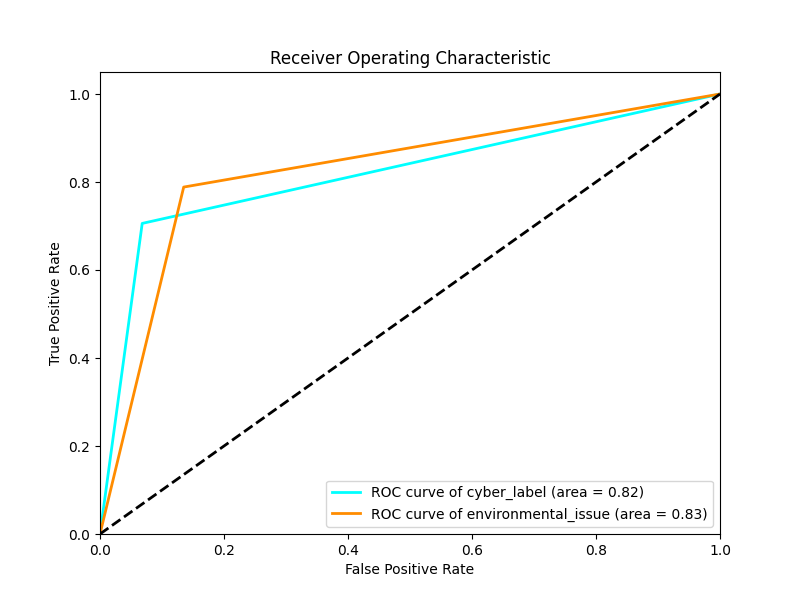 Receiver Operating Characteristic
True Positive Rate
1.0
0.8
0.6
0.4
0.2
0.0
ROC curve of cyber_label (area = 0.82)
ROC curve of environmental_issue (area = 0.83)
0.0 0.2 0.4 0.6 0.8 1.0
False Positive Rate